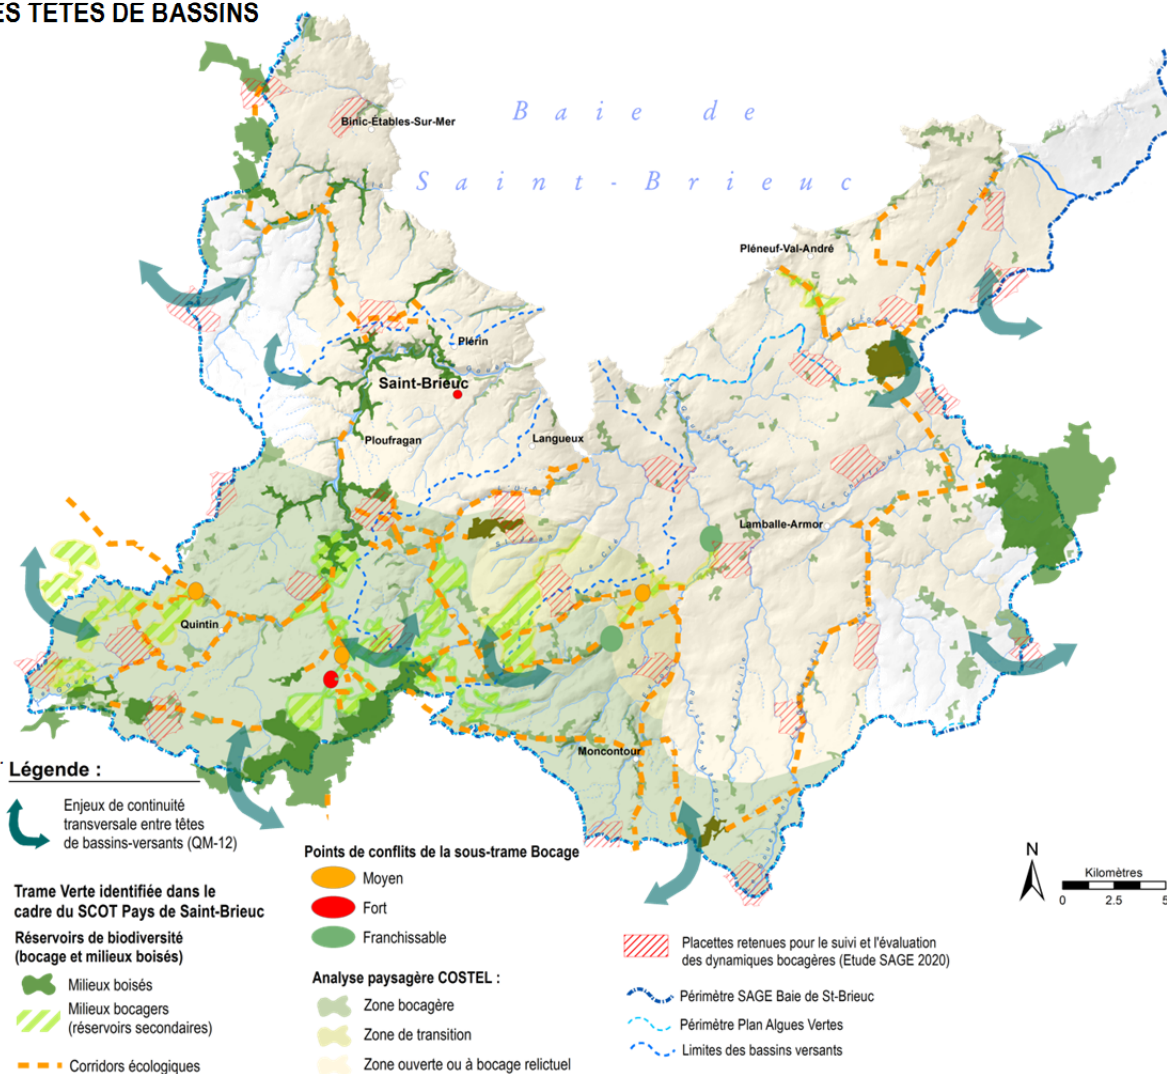 ES TETES DE BASSINS
Binic-Étables-Sur-Mer
Baie de
Saint-Brieuc
Pléneuf-Val-André
Plérin
Saint-Brieuc
Ploufragan
Langueux
Lamballe-Armor
Quintin
Moncontour
Légende :
Enjeux de continuité
transversale entre têtes
de bassins-versants (QM-12)
Trame Verte identifiée dans le
cadre du SCOT Pays de Saint-Brieuc
Réservoirs de biodiversité
(bocage et milieux boisés)
Milieux boisés
Milieux bocagers
(réservoirs secondaires)
Corridors écologiques
Points de conflits de la sous-trame Bocage
Moyen
Fort
Franchissable
Analyse paysagère COSTEL :
Zone bocagère
Zone de transition
Zone ouverte ou à bocage relictuel
Placettes retenues pour le suivi et l'évaluation
des dynamiques bocagères (Etude SAGE 2020)
Périmètre SAGE Baie de St-Brieuc
Périmètre Plan Algues Vertes
Limites des bassins versants
N
Kilomètres
0 2.5 5